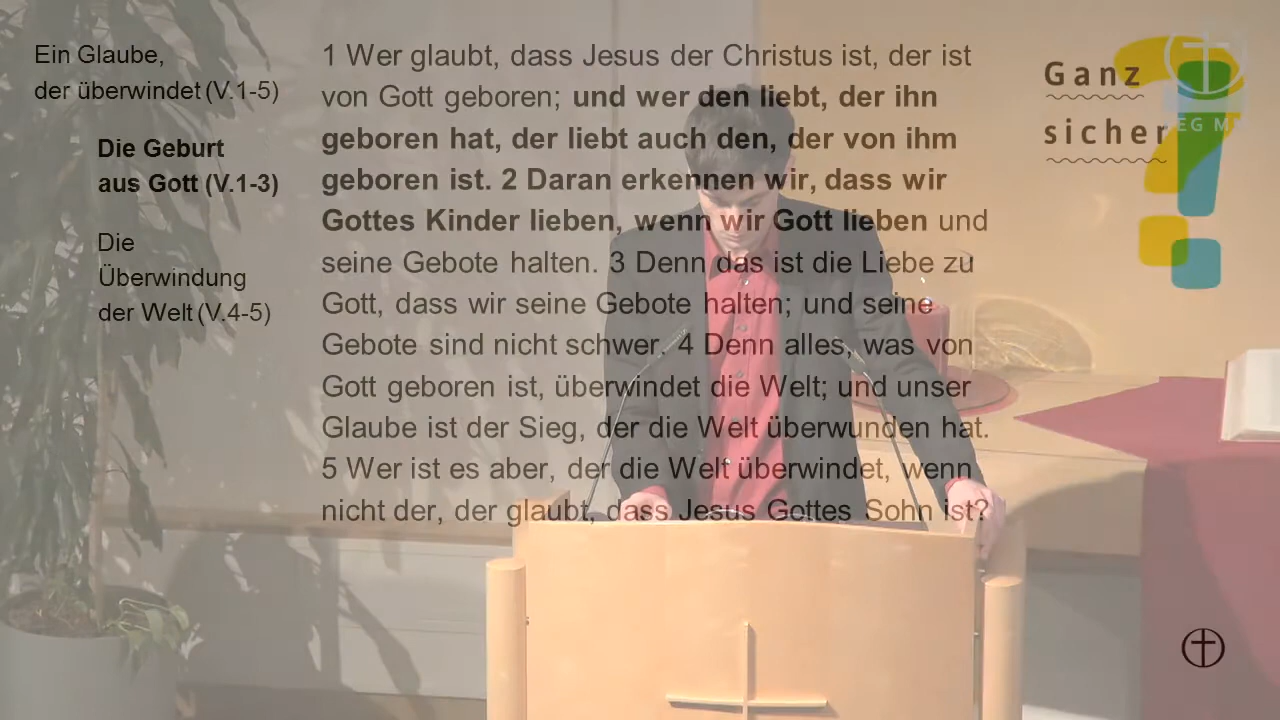 Ein Glaube,
der überwindet (V.1-5)
Die Geburt
aus Gott (V.1-3)
Die
Überwindung
der Welt (V.4-5)
1 Wer glaubt, dass Jesus der Christus ist, der ist
von Gott geboren; und wer den liebt, der ihn
geboren hat, der liebt auch den, der von ihm
geboren ist. 2 Daran erkennen wir, dass wir
Gottes Kinder lieben, wenn wir Gott lieben und
seine Gebote halten. 3 Denn das ist die Liebe zu
Gott, dass wir seine Gebote halten; und seine
Gebote sind nicht schwer. 4 Denn alles, was von
Gott geboren ist, überwindet die Welt; und unser
Glaube ist der Sieg, der die Welt überwunden hat.
5 Wer ist es aber, der die Welt überwindet, wenn
nicht der, der glaubt, dass Jesus Gottes Sohn ist?
Ganz
sicher
?!